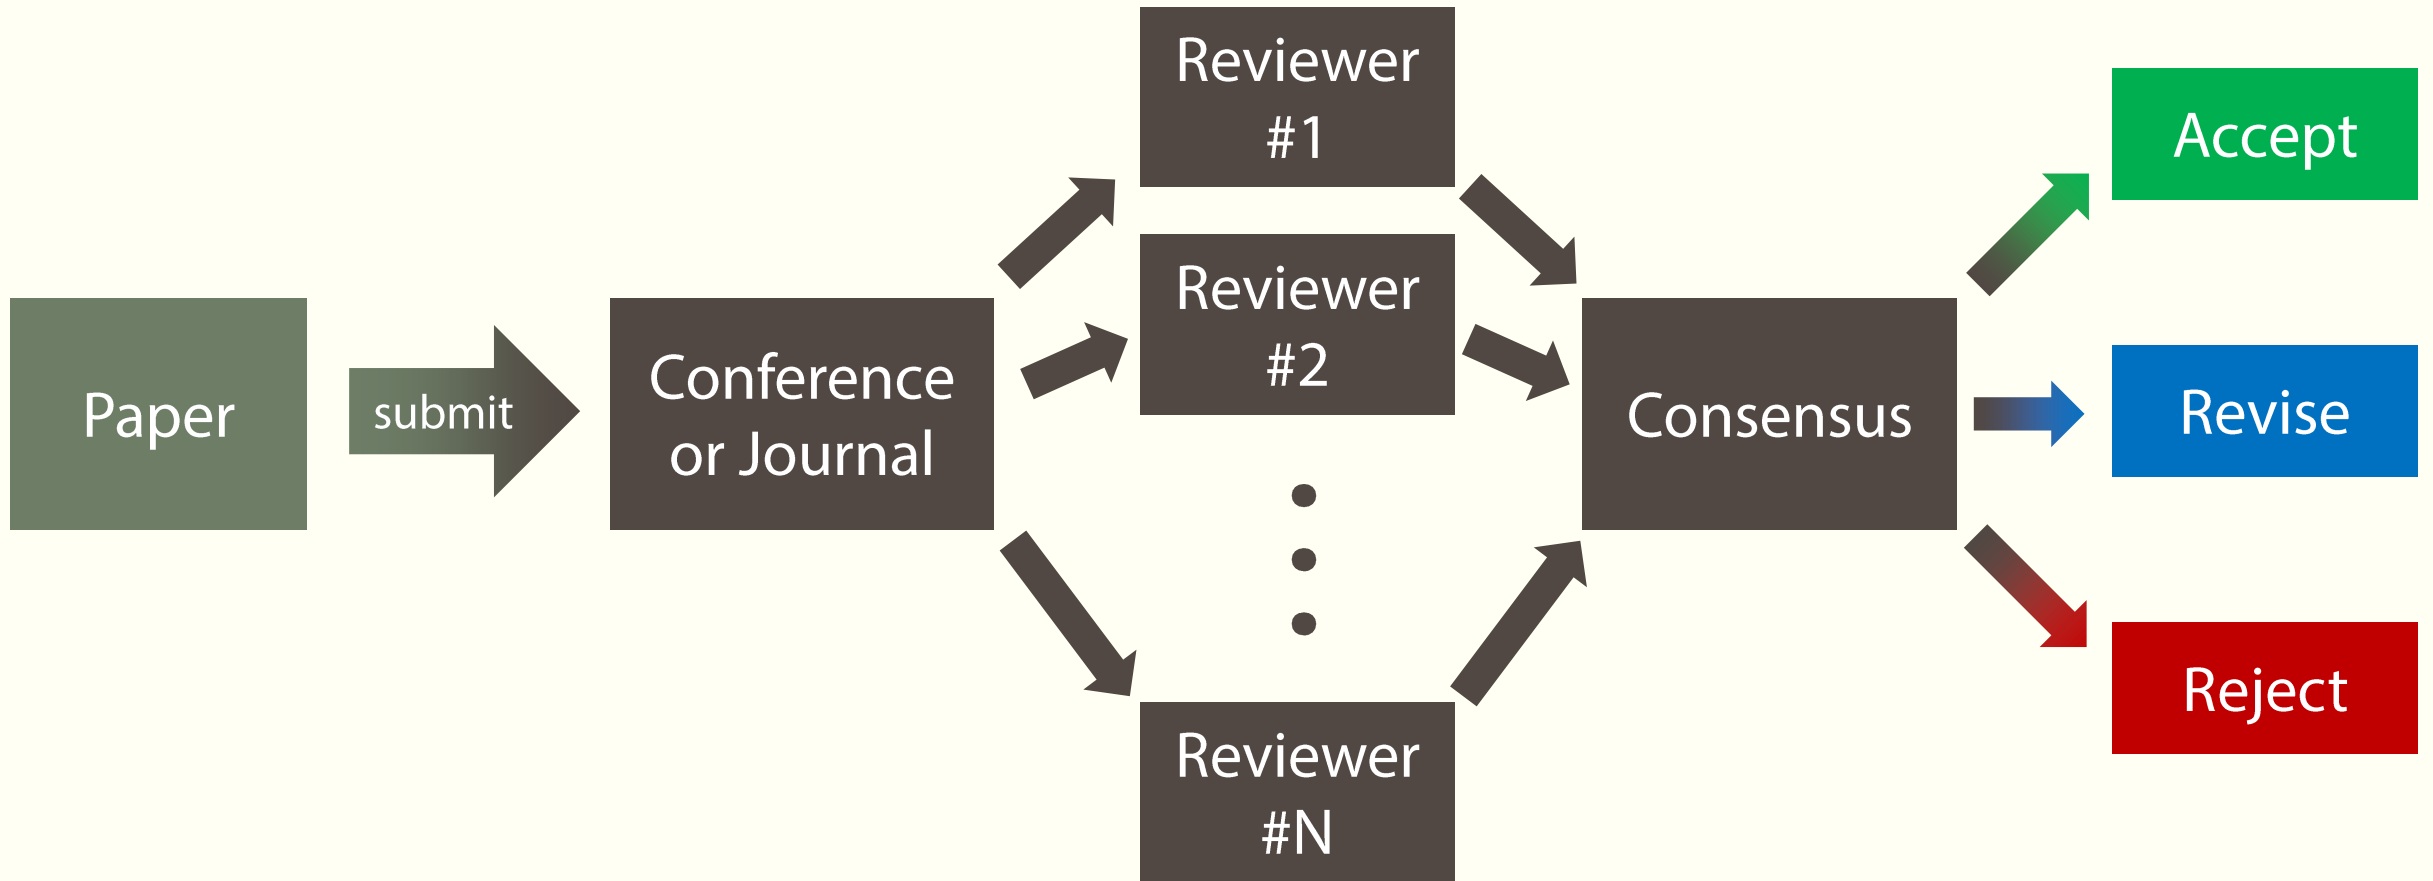 Paper
submit
Conference
or Journal
Reviewer
#1
Reviewer
#2
Reviewer
#N
Consensus
Accept
Revise
Reject